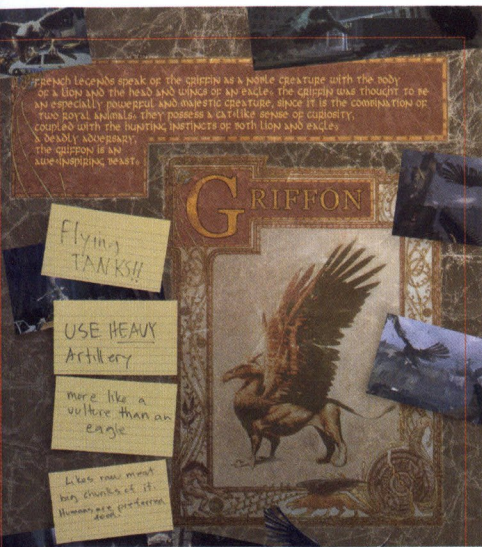 French legends speak of the griffin as a noble creature with the body
of a lion and the head and wings of an eagle. The griffin was thought to be
an especially powerful and majestic creature, since it is the combination of
two royal animals. They possess a cat-like sense of curiosity,
coupled with the hunting instincts of both lion and eagle.
A deadly adversary,
the griffon is an
awe-inspiring beast.
GRIFFON
Flying
TANKS!!
USE HEAVY
Artillery
more like a
vulture than an
eagle
Likes raw meat
big chunks of it.
Humans are preferred